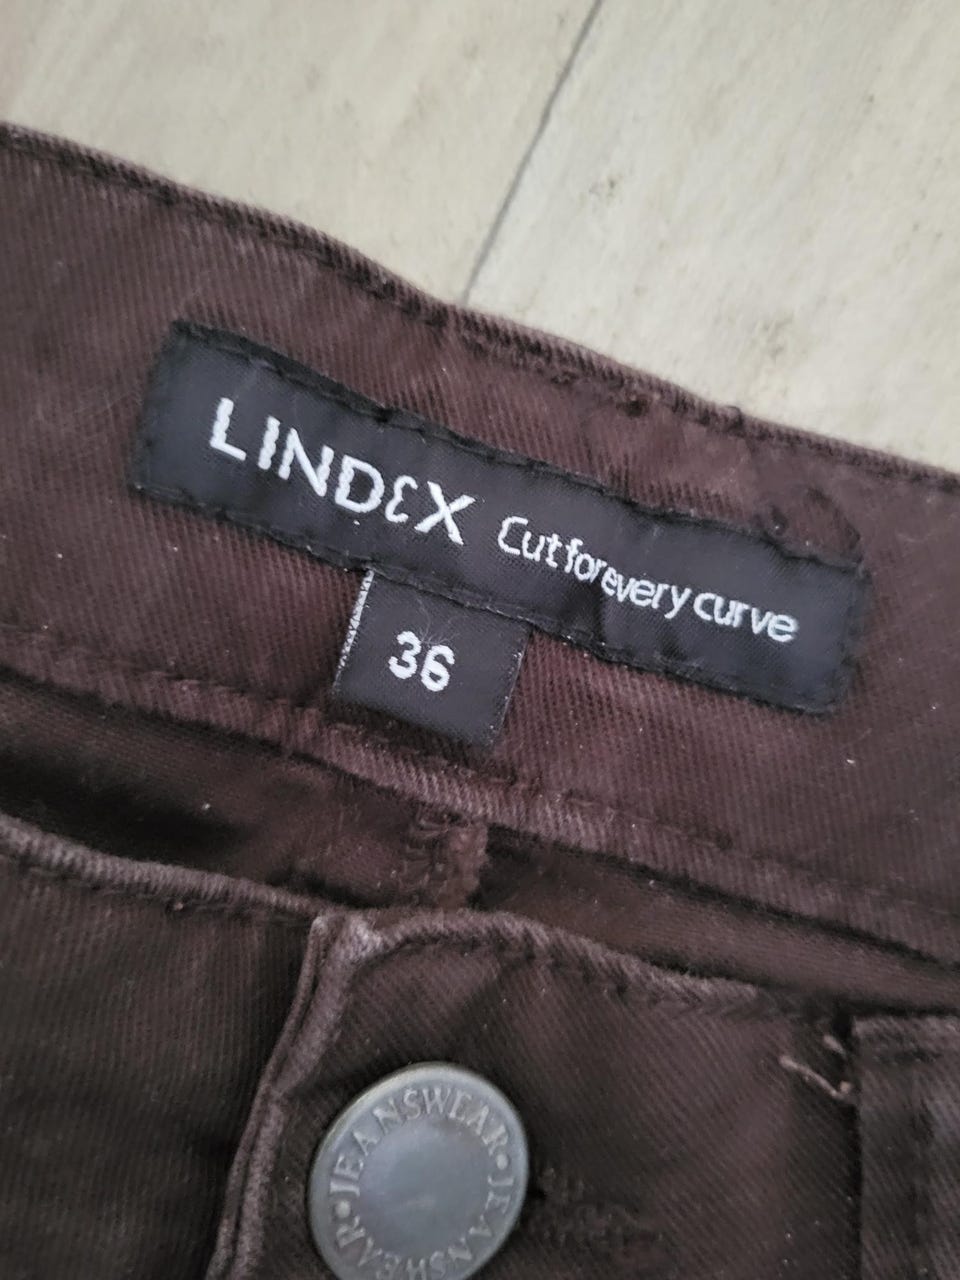 LINDEX Cut for every curve
36
JEANSWEAR • JEANSWEAR •